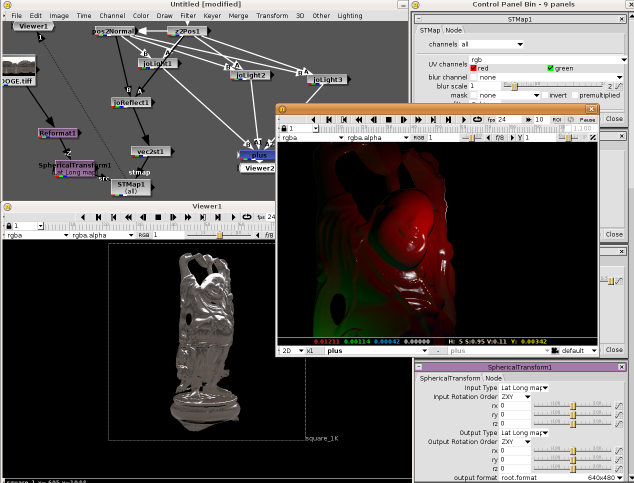 Untitled [modified]
File Edit Image Time Channel Color Draw Filter Keyer Merge Transform 3D Other Lighting
Viewer1
1
pos2Normal
z2Pos1
B
A
joLight1
joLight2
joLight3
B
A
joReflect1
DOGE.tiff
Reformat1
SphericalTransform1
Lat Long map
src
vec2st1
stmap
STMap1
(all)
plus
Viewer2
Viewer1
fps 24
1
rgba
rgba.alpha
RGB 1
f/8
square_1K
fps 24
10
ROI
Pause
1
1,100
rgba
rgba.alpha
RGB 1
f/8
Y 1
0.01211 0.00114 0.00042 0.00000
H: 5 S:0.95 V:0.11 Y: 0.00342
2D
x1
plus
-
plus
default
Control Panel Bin - 9 panels
STMap1
STMap Node
channels all
UV channels rgb
red
green
blur channel none
blur scale 1
2
mask none
invert
premultiplied
Close
Close
Close
SphericalTransform1
SphericalTransform Node
Input Type Lat Long map
Input Rotation Order ZXY
rx 0
ry 0
rz 0
Output Type Lat Long map
Output Rotation Order ZXY
rx 0
ry 0
rz 0
output format root.format 640x480